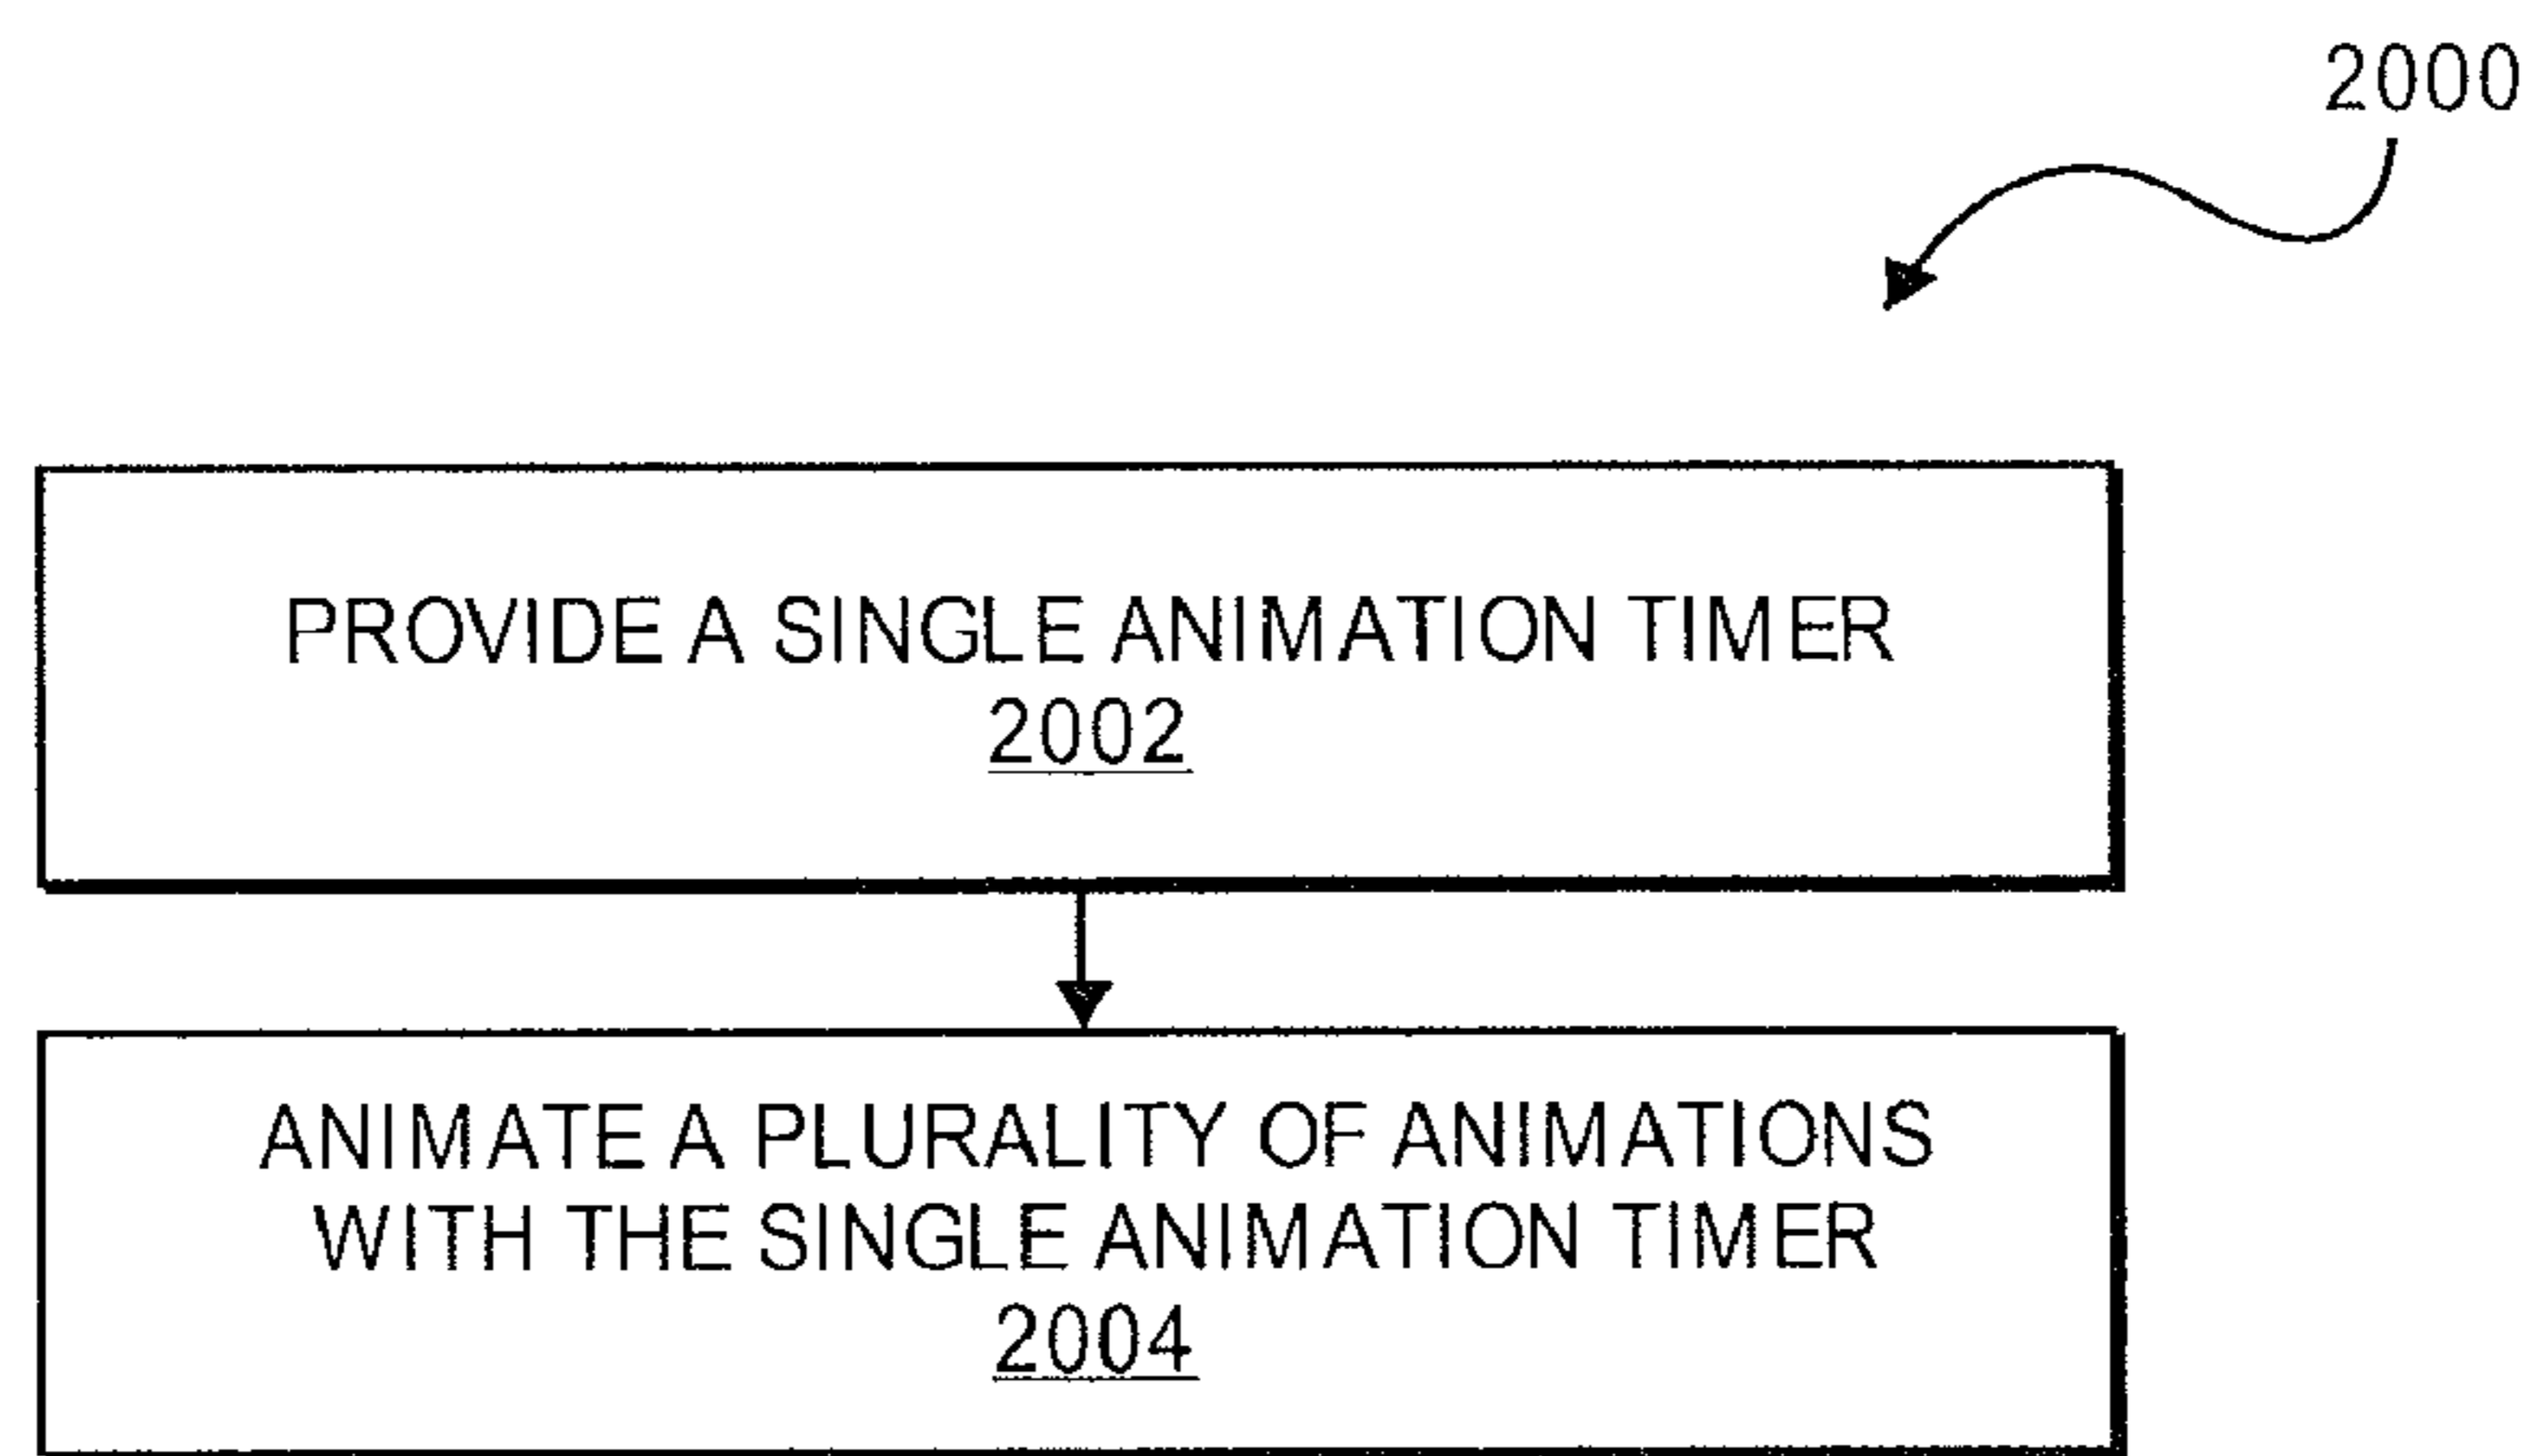 2000
PROVIDE A SINGLE ANIMATION TIMER
2002
ANIMATE A PLURALITY OF ANIMATIONS
WITH THE SINGLE ANIMATION TIMER
2004